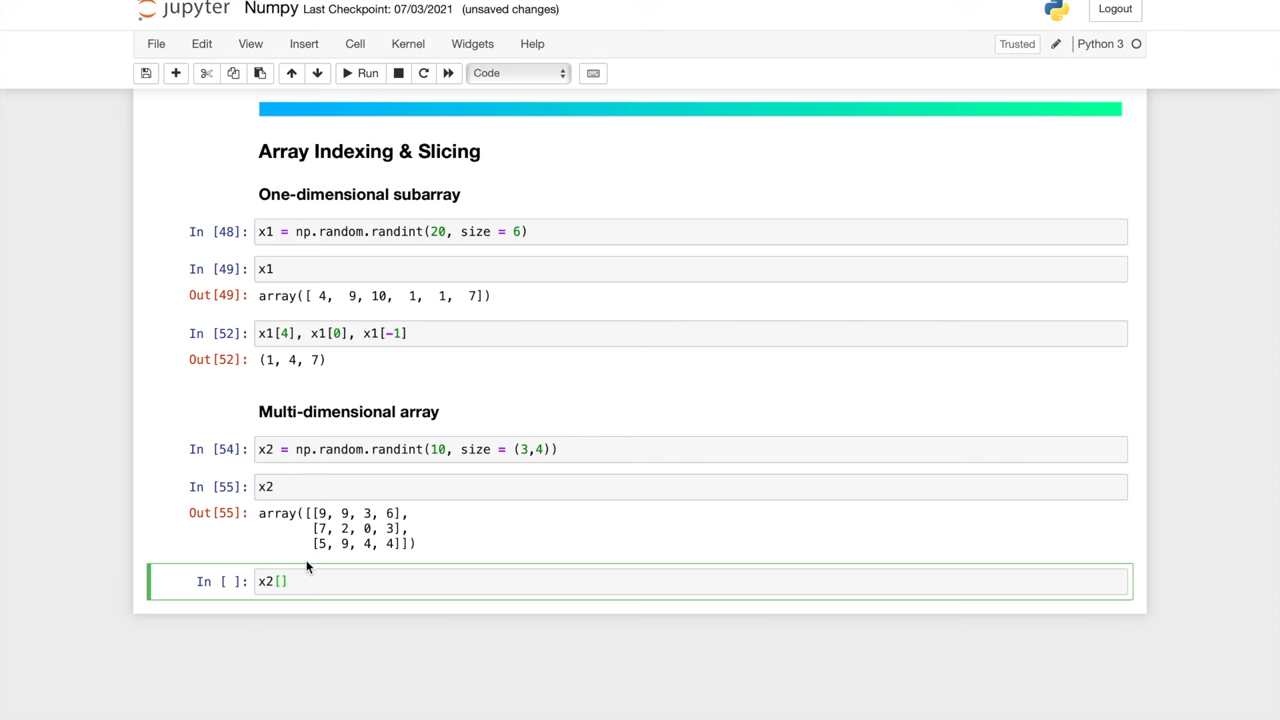 jupyter Numpy Last Checkpoint: 07/03/2021 (unsaved changes) Logout
File Edit View Insert Cell Kernel Widgets Help Trusted Python 3
Run Code
Array Indexing & Slicing
One-dimensional subarray
In [48]: x1 = np.random.randint(20, size = 6)
In [49]: x1
Out[49]: array([ 4,  9, 10,  1,  1,  7])
In [52]: x1[4], x1[0], x1[-1]
Out[52]: (1, 4, 7)
Multi-dimensional array
In [54]: x2 = np.random.randint(10, size = (3,4))
In [55]: x2
Out[55]: array([[9, 9, 3, 6],
[7, 2, 0, 3],
[5, 9, 4, 4]])
In [ ]: x2[]